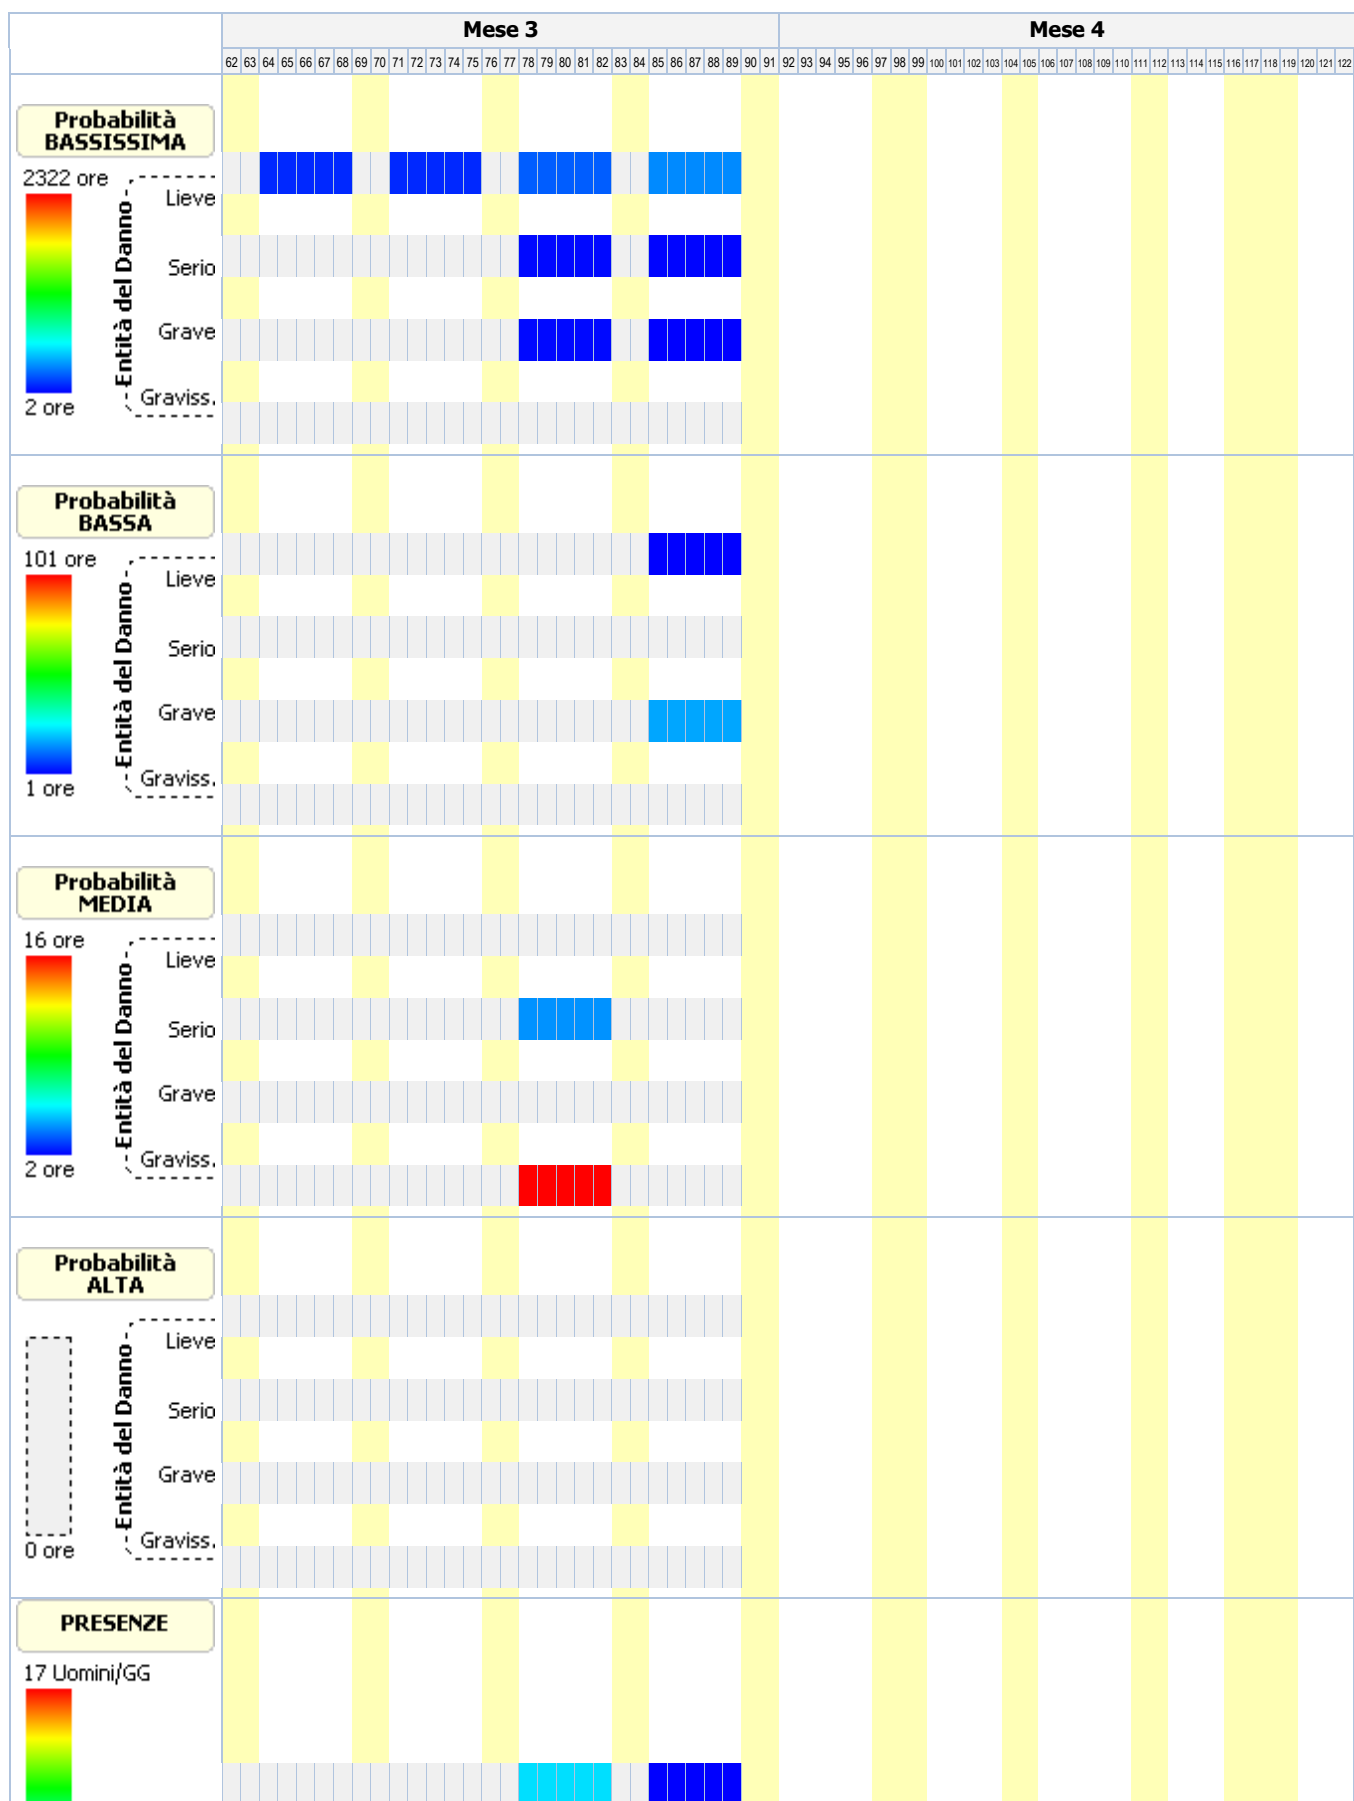 Mese 3 Mese 4
62 63 64 65 66 67 68 69 70 71 72 73 74 75 76 77 78 79 80 81 82 83 84 85 86 87 88 89 90 91 92 93 94 95 96 97 98 99 100 101 102 103 104 105 106 107 108 109 110 111 112 113 114 115 116 117 118 119 120 121 122
Probabilità
BASSISSIMA
2322 ore
Entità del Danno
Lieve
Serio
Grave
Graviss.
2 ore
Probabilità
BASSA
101 ore
Entità del Danno
Lieve
Serio
Grave
Graviss.
1 ore
Probabilità
MEDIA
16 ore
Entità del Danno
Lieve
Serio
Grave
Graviss.
2 ore
Probabilità
ALTA
Entità del Danno
Lieve
Serio
Grave
Graviss.
0 ore
PRESENZE
17 Uomini/GG